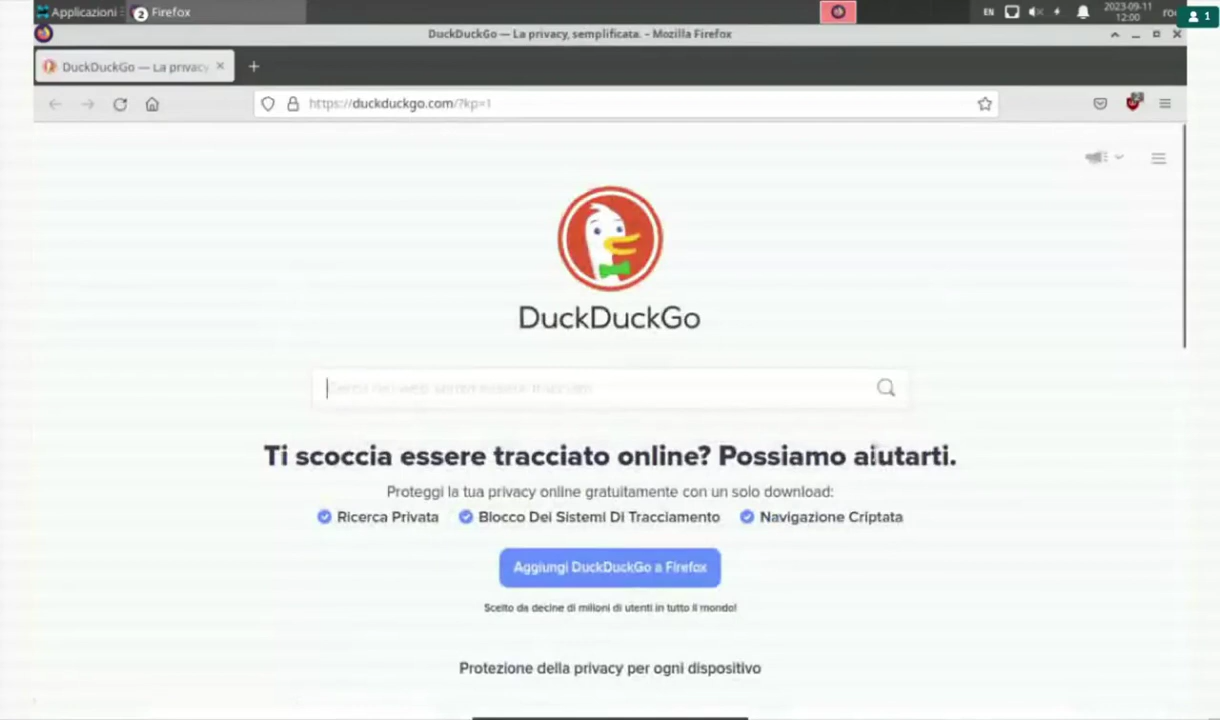 Applicazioni
2 Firefox
EN
2023-09-11
12:00
1
DuckDuckGo — La privacy, semplificata. - Mozilla Firefox
DuckDuckGo — La privacy
https://duckduckgo.com/?kp=1
DuckDuckGo
Ti scoccia essere tracciato online? Possiamo aiutarti.
Proteggi la tua privacy online gratuitamente con un solo download:
Ricerca Privata
Blocco Dei Sistemi Di Tracciamento
Navigazione Criptata
Aggiungi DuckDuckGo a Firefox
Scelto da decine di milioni di utenti in tutto il mondo!
Protezione della privacy per ogni dispositivo